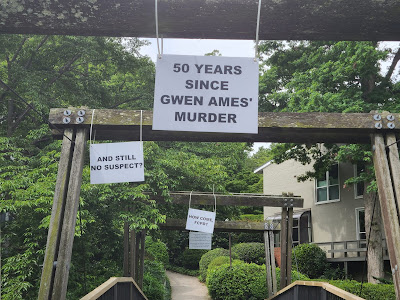 50 YEARS
SINCE
GWEN AMES'
MURDER
AND STILL
NO SUSPECT?
HOW COME,